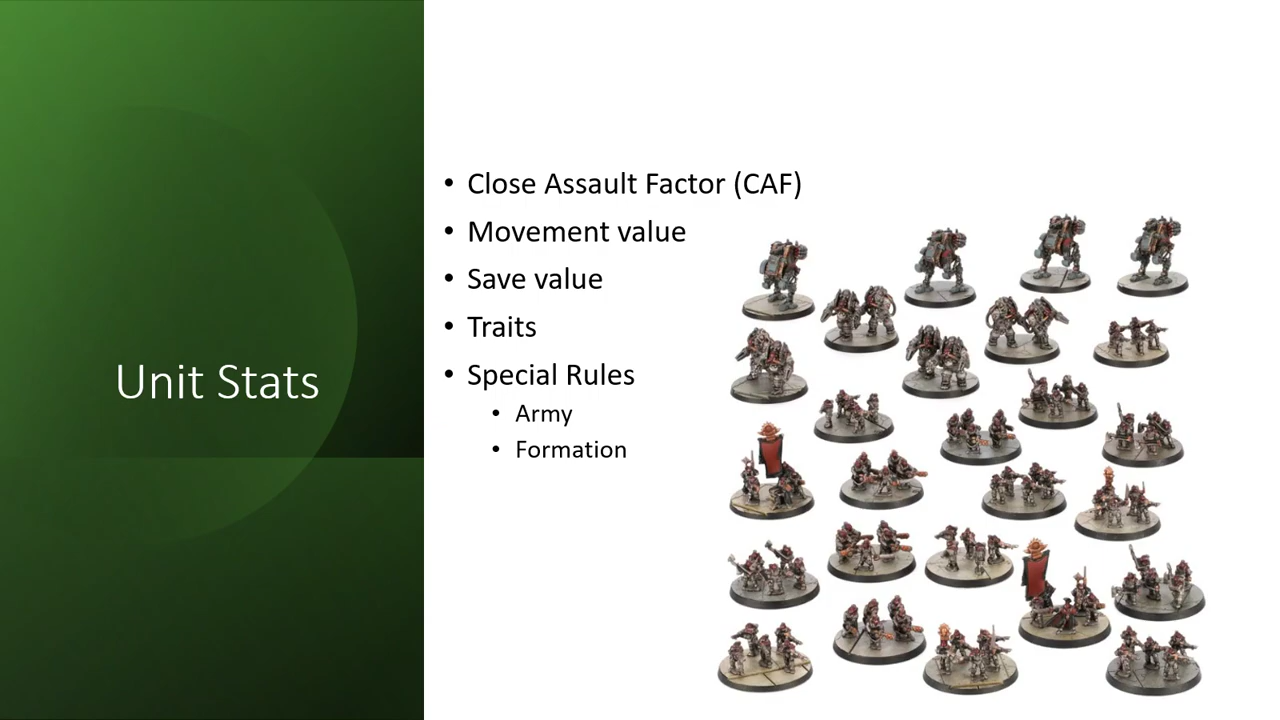 Unit Stats
• Close Assault Factor (CAF)
• Movement value
• Save value
• Traits
• Special Rules
• Army
• Formation